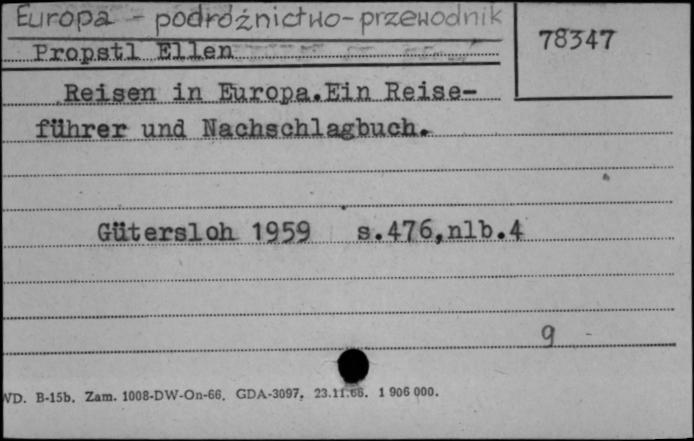 Europa - podróżnictwo-przewodnik
78347
Propstl Ellen
Reisen in Europa.Ein Reise-
führer und Nachschlagbuch.
Gütersloh 1959 s.476,nlb.4
9 -
WD. B-15b. Zam. 1008-DW-On-66. GDA-3097. 23.11.66. 1 906 000.